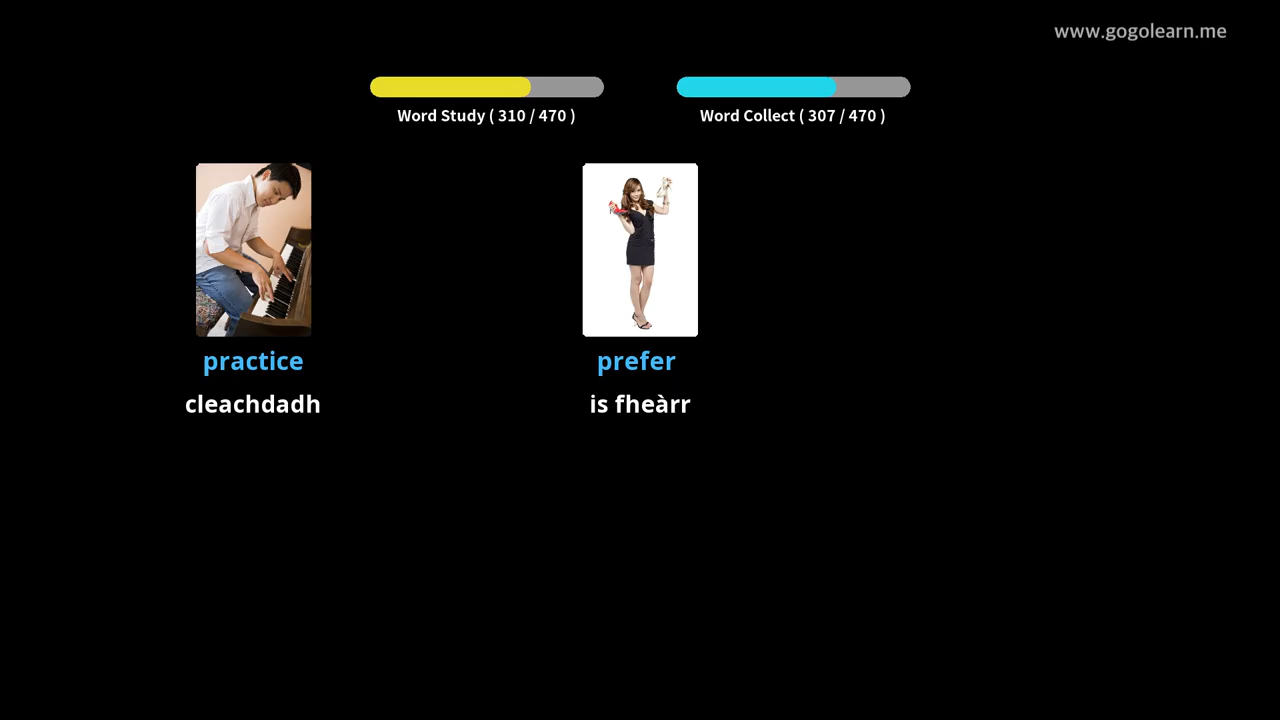 www.gogolearn.me
Word Study ( 310 / 470 )
Word Collect ( 307 / 470 )
practice
cleachdadh
prefer
is fheàrr